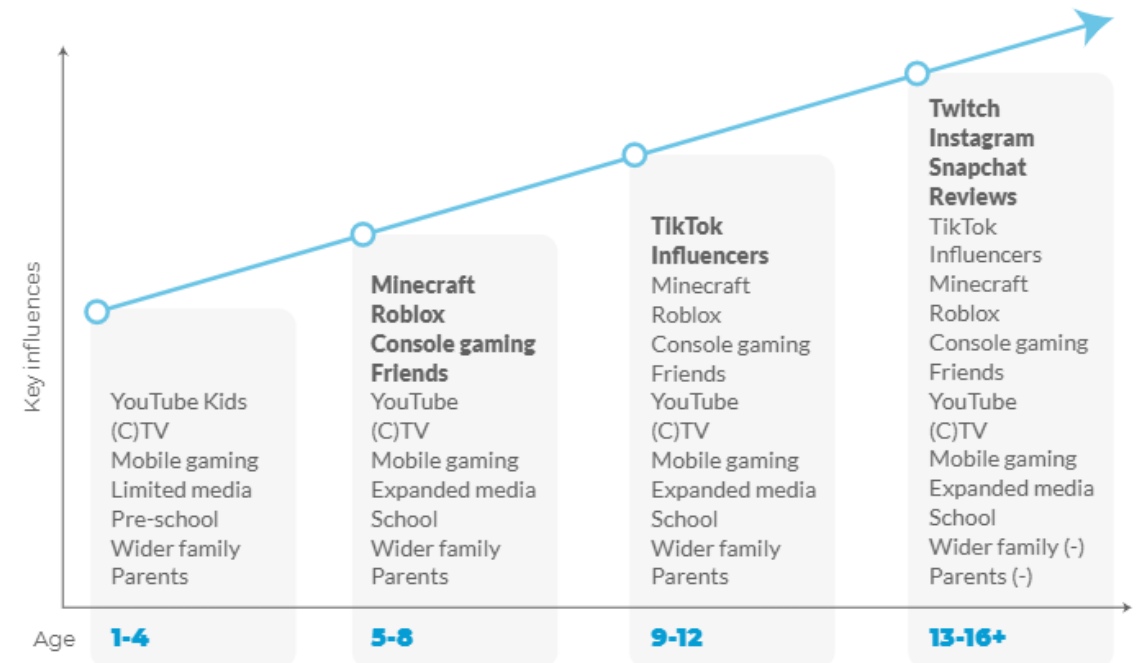 Key influences
YouTube Kids
(C)TV
Mobile gaming
Limited media
Pre-school
Wider family
Parents
Minecraft
Roblox
Console gaming
Friends
YouTube
(C)TV
Mobile gaming
Expanded media
School
Wider family
Parents
TikTok
Influencers
Minecraft
Roblox
Console gaming
Friends
YouTube
(C)TV
Mobile gaming
Expanded media
School
Wider family
Parents
Twitch
Instagram
Snapchat
Reviews
TikTok
Influencers
Minecraft
Roblox
Console gaming
Friends
YouTube
(C)TV
Mobile gaming
Expanded media
School
Wider family (-)
Parents (-)
Age
1-4
5-8
9-12
13-16+